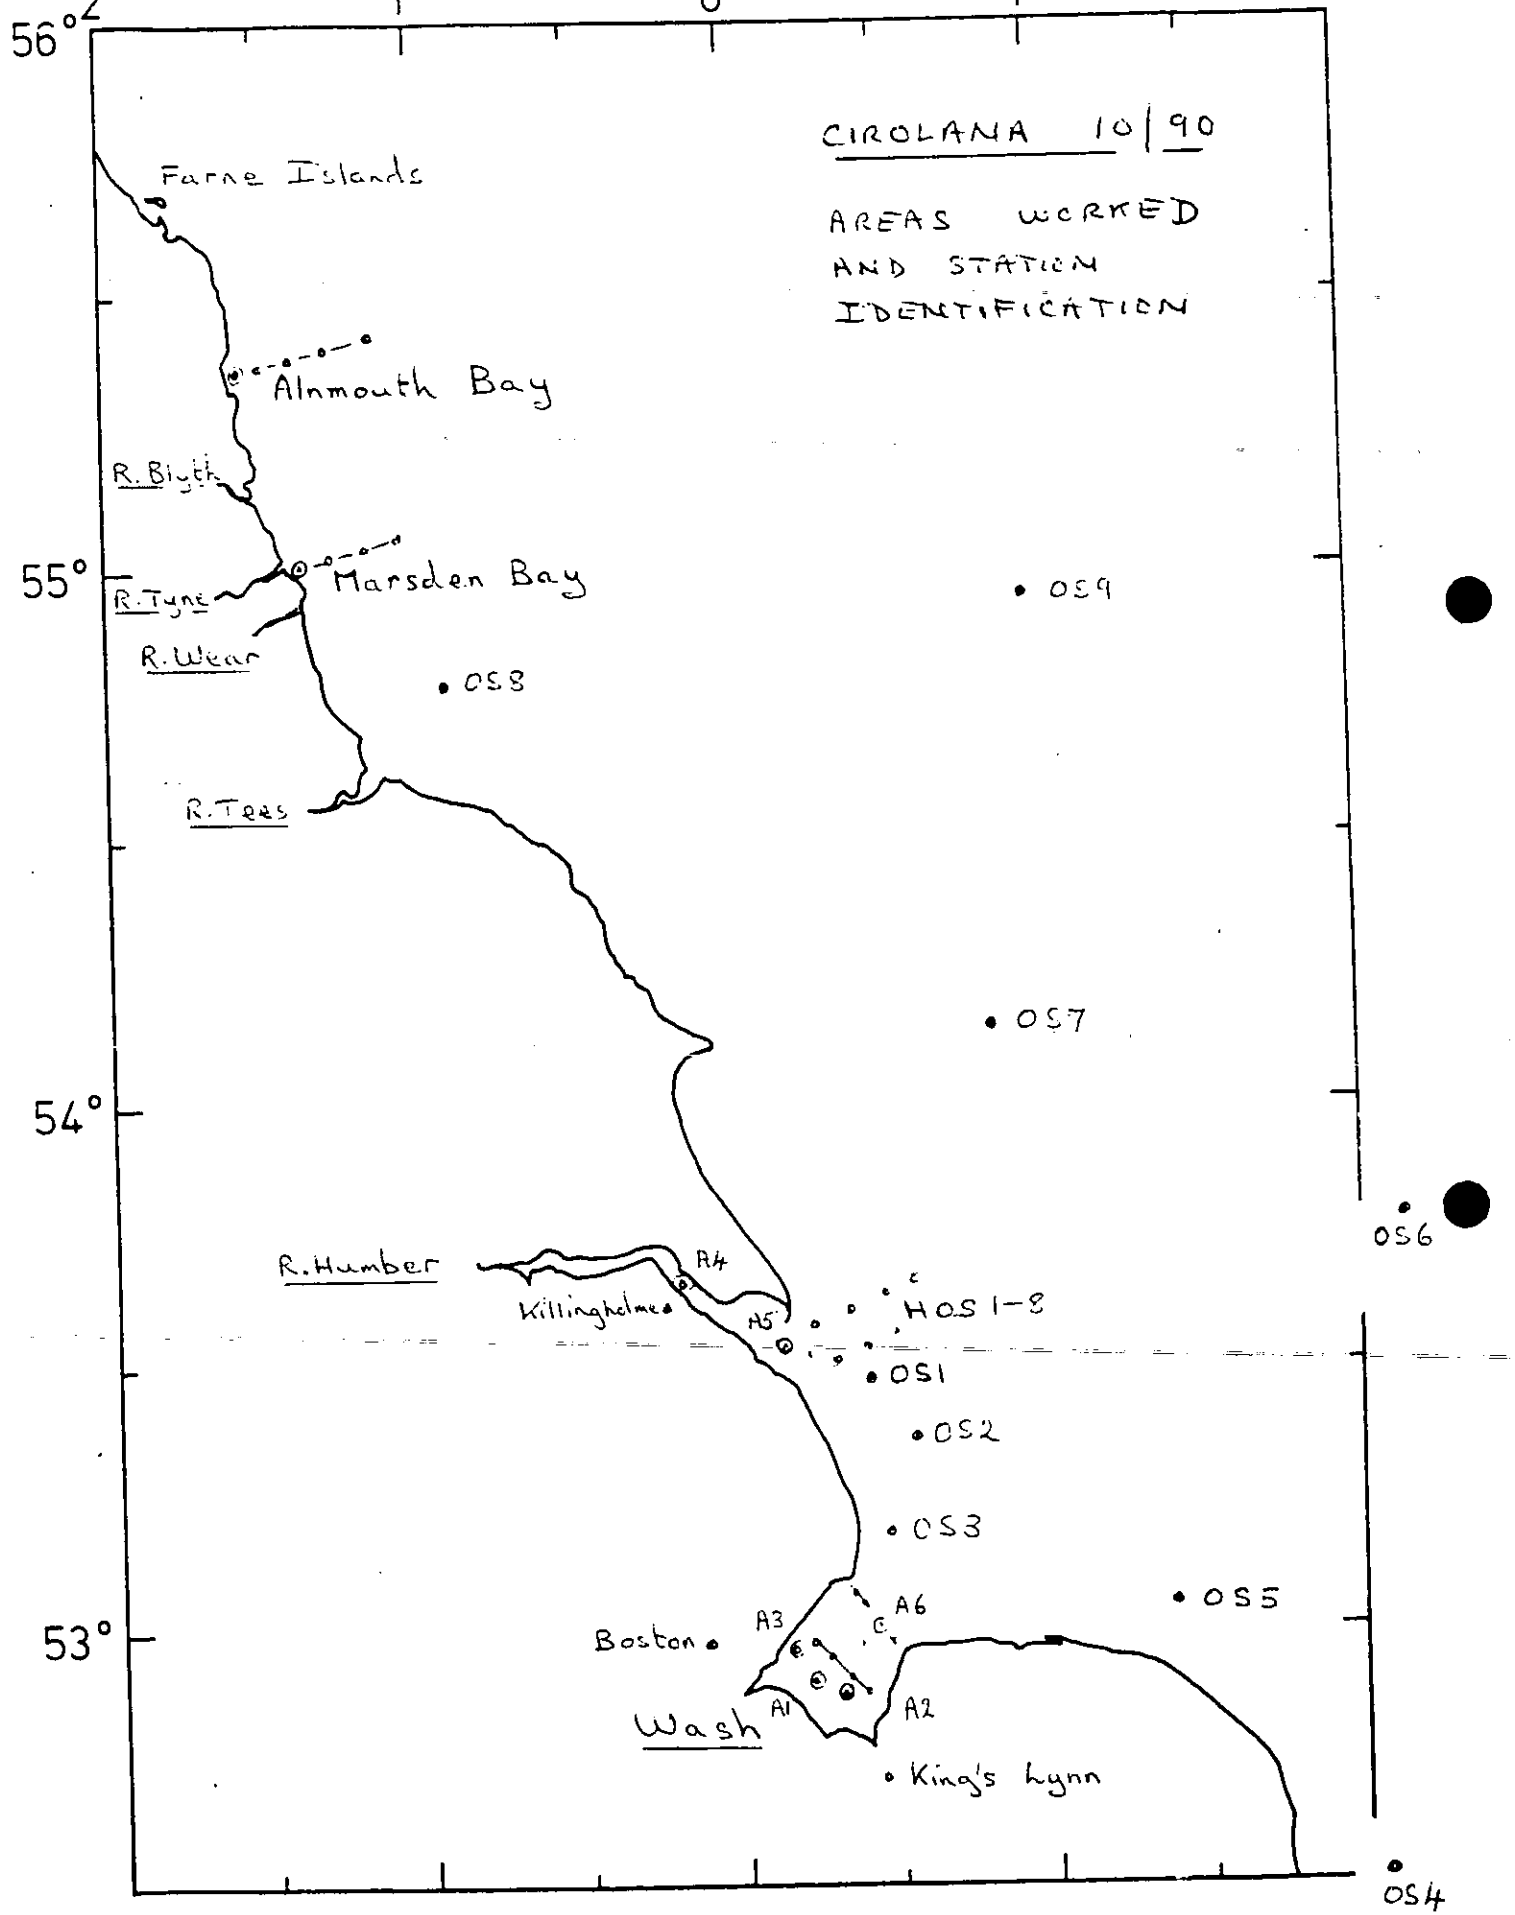 56°
0
CIROLANA 10/90
AREAS WORKED
AND STATION
IDENTIFICATION
Farne Islands
Alnmouth Bay
R. Blyth
55°
Marsden Bay
R. Tyne
OS9
R. Wear
OS8
R. Tees
OS7
54°
OS6
R. Humber
A4
Killingholme
HOS 1-8
A5
OS1
OS2
OS3
OS5
A6
A3
53°
Boston
A1
A2
Wash
King's Lynn
OS4